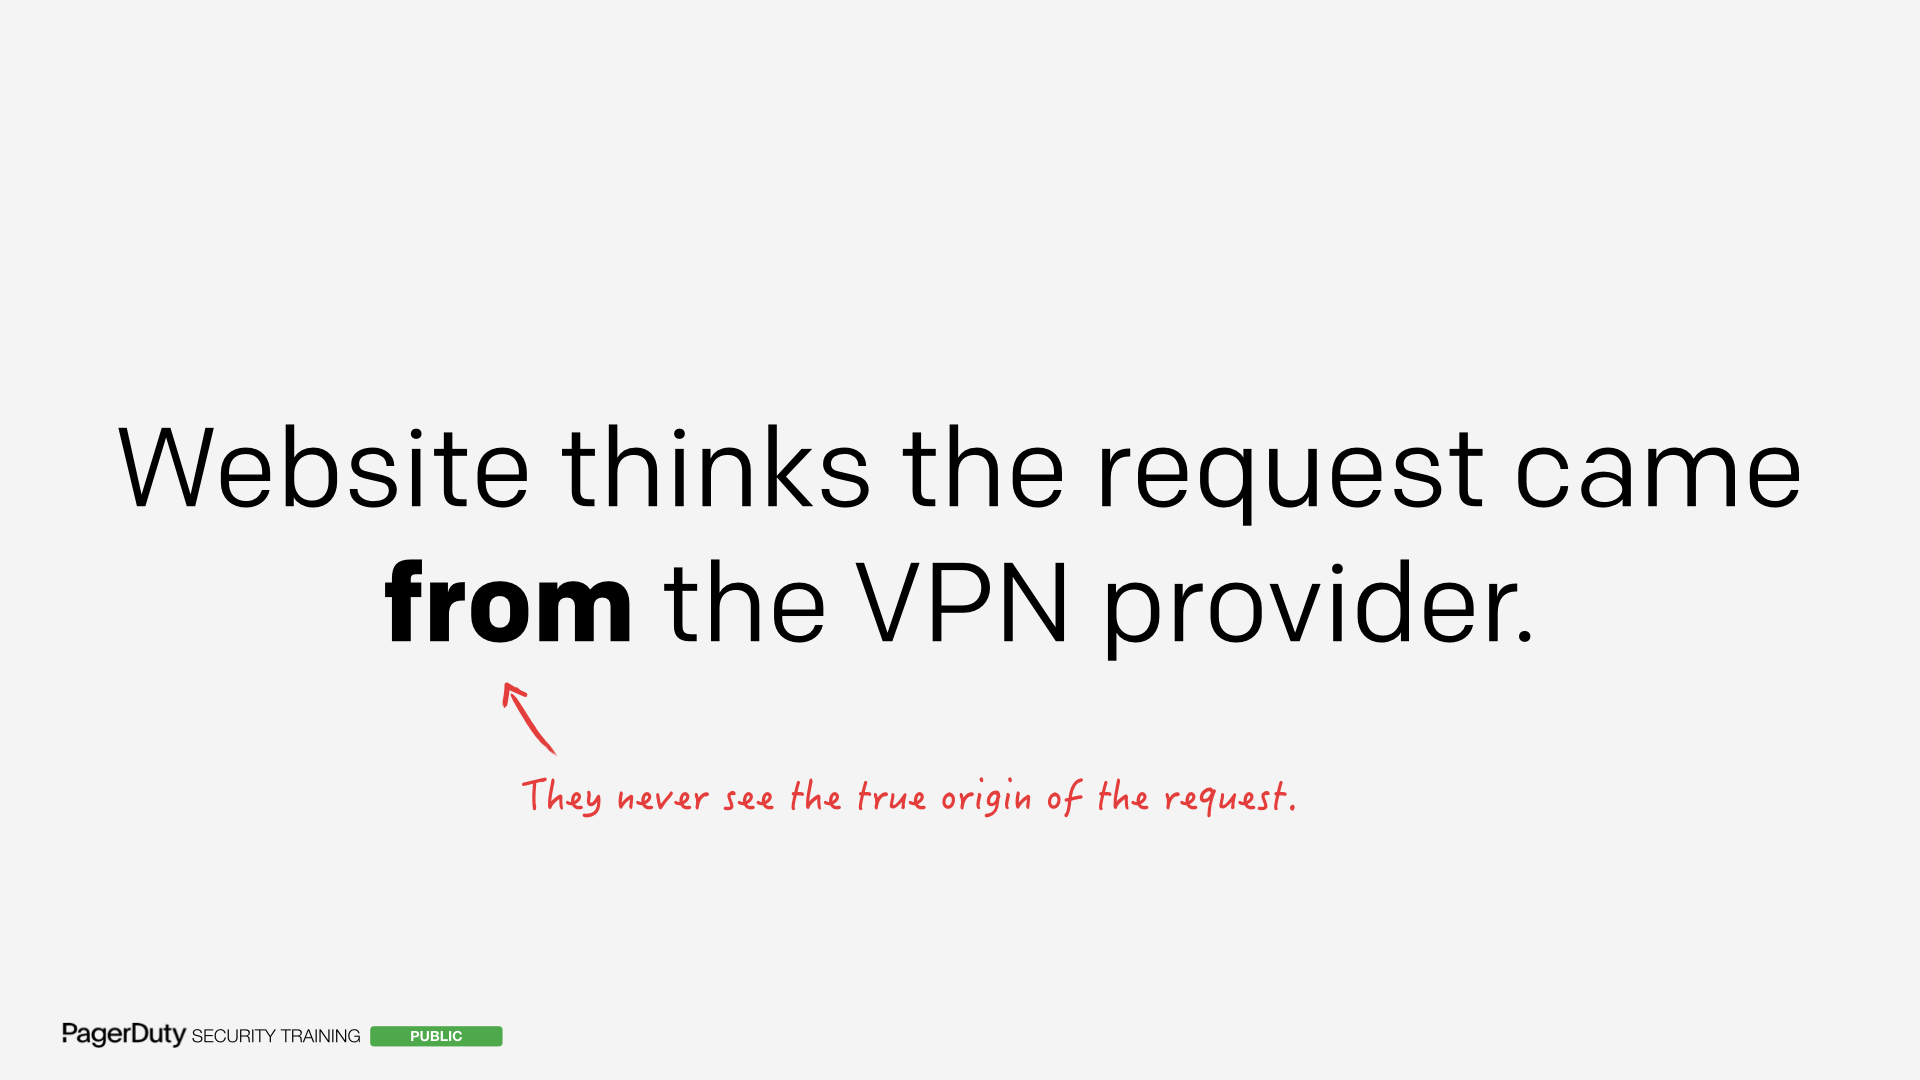 Website thinks the request came
from the VPN provider.
They never see the true origin of the request.
PagerDuty SECURITY TRAINING PUBLIC